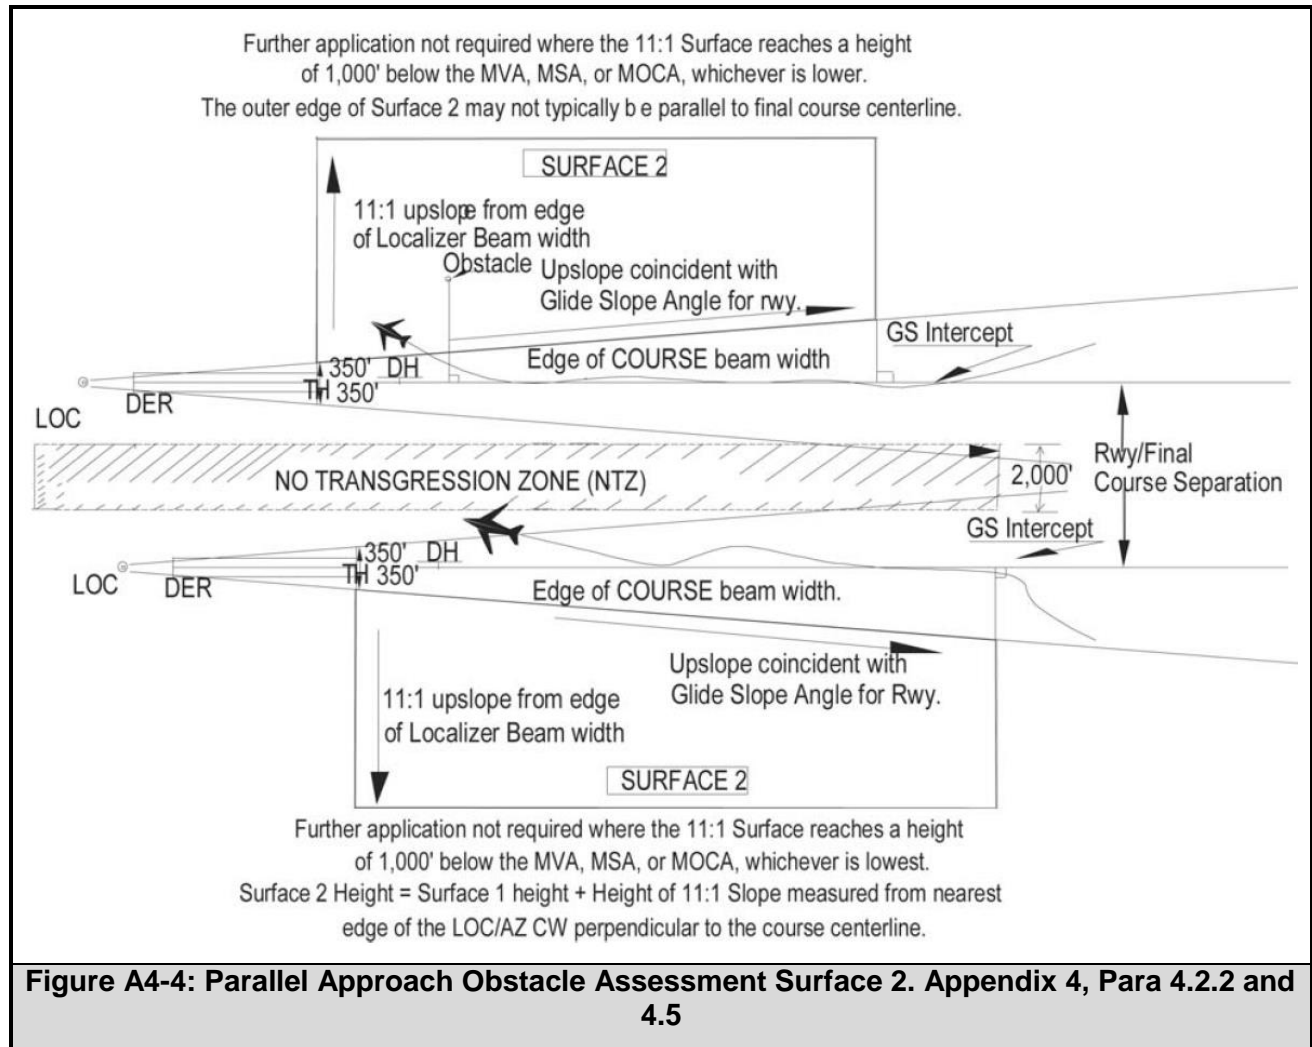 Further application not required where the 11:1 Surface reaches a height
of 1,000' below the MVA, MSA, or MOCA, whichever is lower.
The outer edge of Surface 2 may not typically b e parallel to final course centerline.
SURFACE 2
11:1 upslope from edge
of Localizer Beam width
Obstacle
Upslope coincident with
Glide Slope Angle for rwy.
GS Intercept
Edge of COURSE beam width
350' DH
TH 350'
DER
LOC
NO TRANSGRESSION ZONE (NTZ)
2,000'
Rwy/Final
Course Separation
GS Intercept
350' DH
TH 350'
LOC
DER
Edge of COURSE beam width.
Upslope coincident with
Glide Slope Angle for Rwy.
11:1 upslope from edge
of Localizer Beam width
SURFACE 2
Further application not required where the 11:1 Surface reaches a height
of 1,000' below the MVA, MSA, or MOCA, whichever is lowest.
Surface 2 Height = Surface 1 height + Height of 11:1 Slope measured from nearest
edge of the LOC/AZ CW perpendicular to the course centerline.
Figure A4-4: Parallel Approach Obstacle Assessment Surface 2. Appendix 4, Para 4.2.2 and
4.5